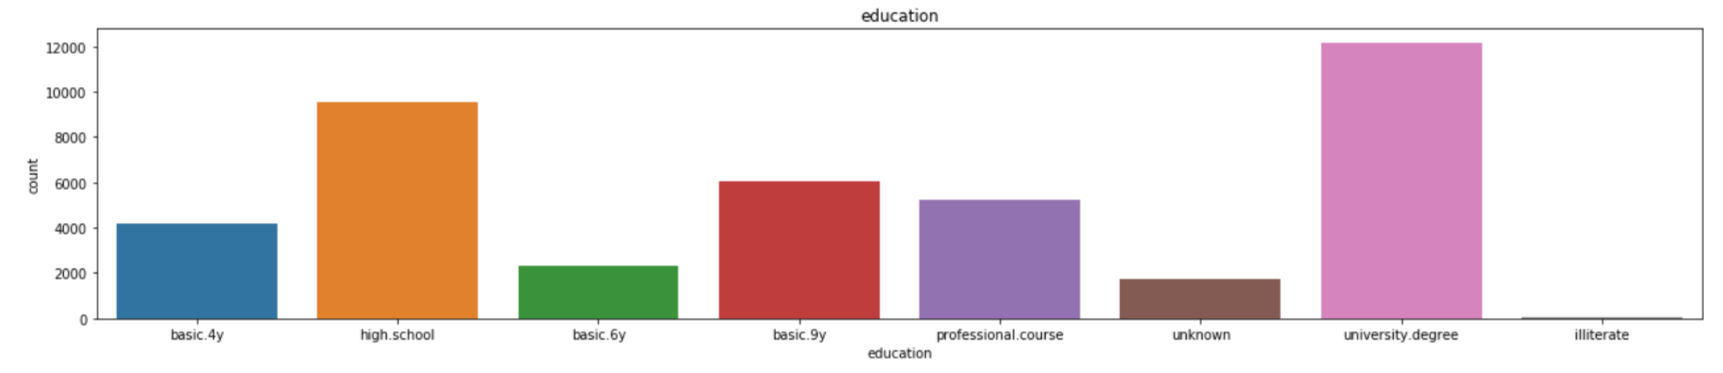 education
12000
10000
8000
6000
4000
2000
0
count
basic.4y high.school basic.6y basic.9y professional.course unknown university.degree illiterate
education